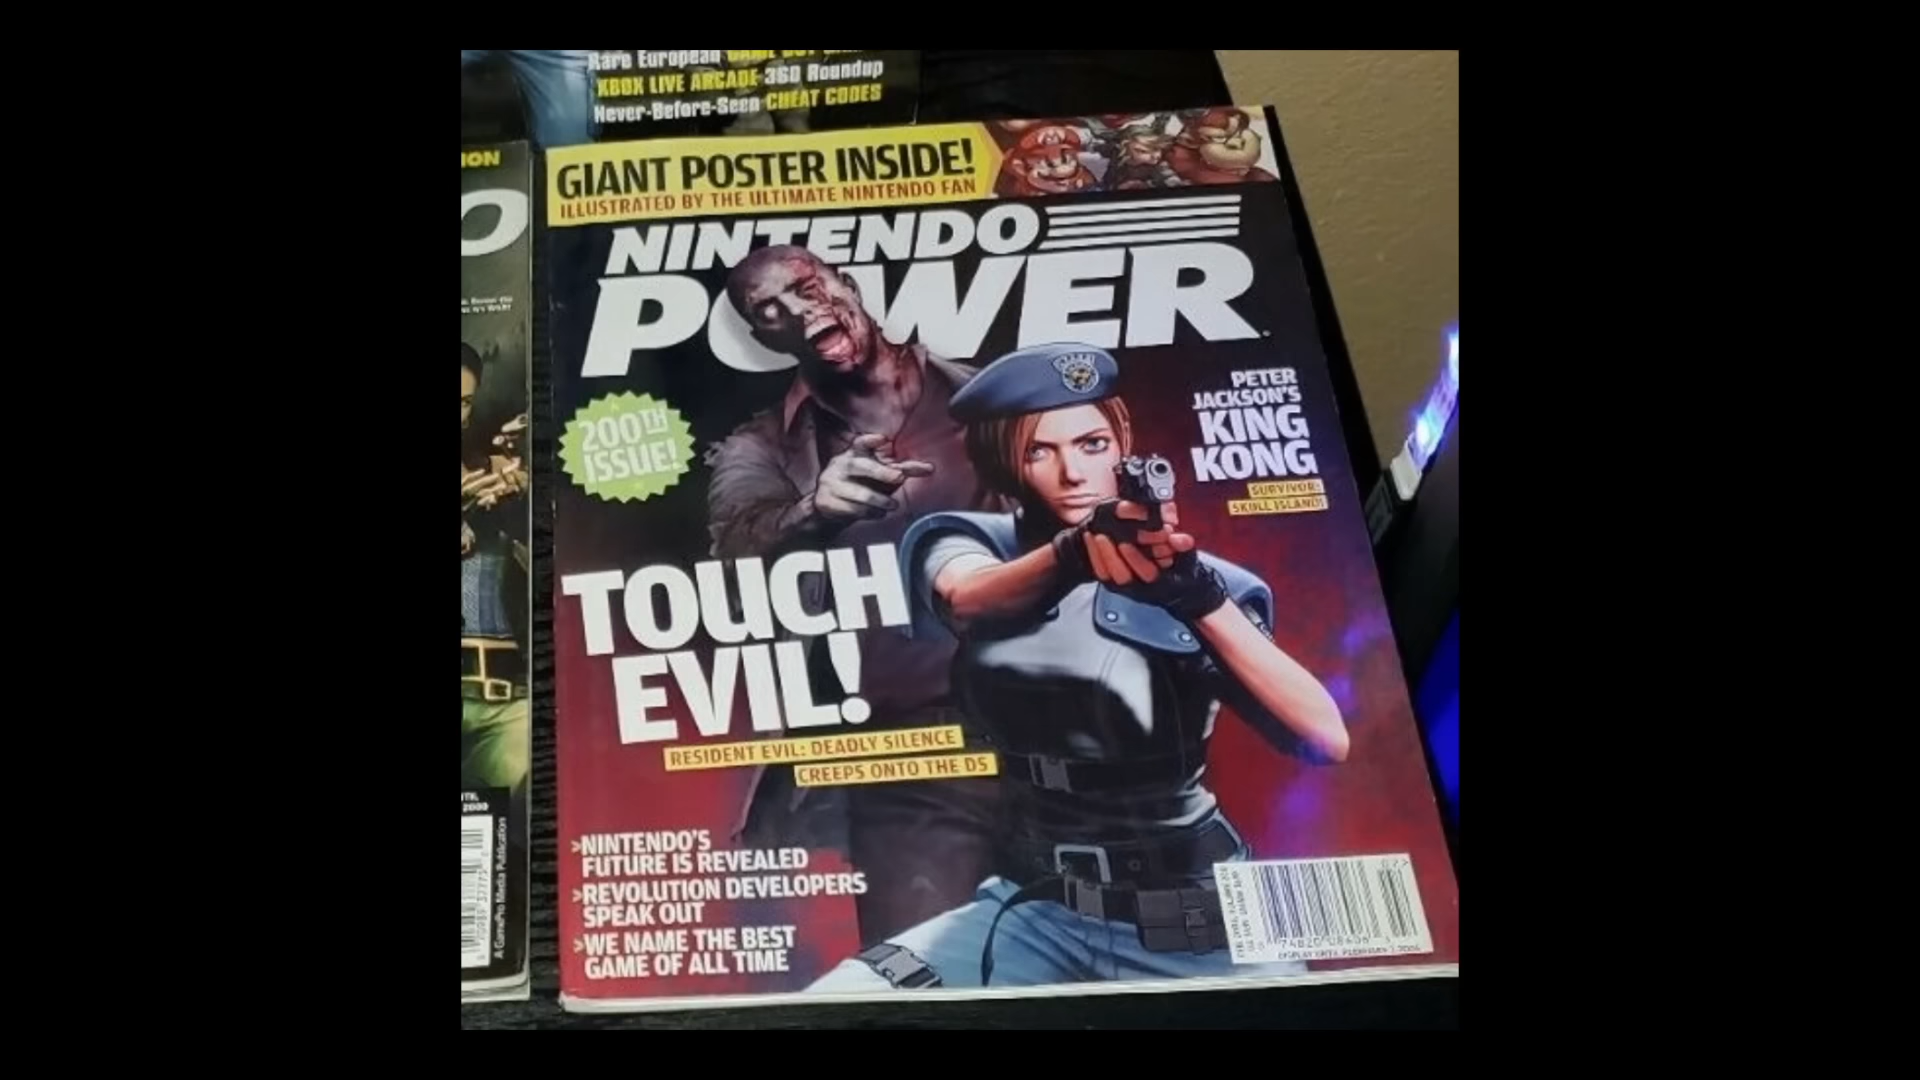 Rare European GAME BOY
XBOX LIVE ARCADE 360 Roundup
Never-Before-Seen CHEAT CODES
ION
O
GIANT POSTER INSIDE!
ILLUSTRATED BY THE ULTIMATE NINTENDO FAN
NINTENDO
POWER
200TH
ISSUE!
PETER
JACKSON'S
KING
KONG
SURVIVOR:
SKULL ISLAND!
TOUCH
EVIL!
RESIDENT EVIL: DEADLY SILENCE
CREEPS ONTO THE DS
>NINTENDO'S
FUTURE IS REVEALED
>REVOLUTION DEVELOPERS
SPEAK OUT
>WE NAME THE BEST
GAME OF ALL TIME
A GamePro Media Publication